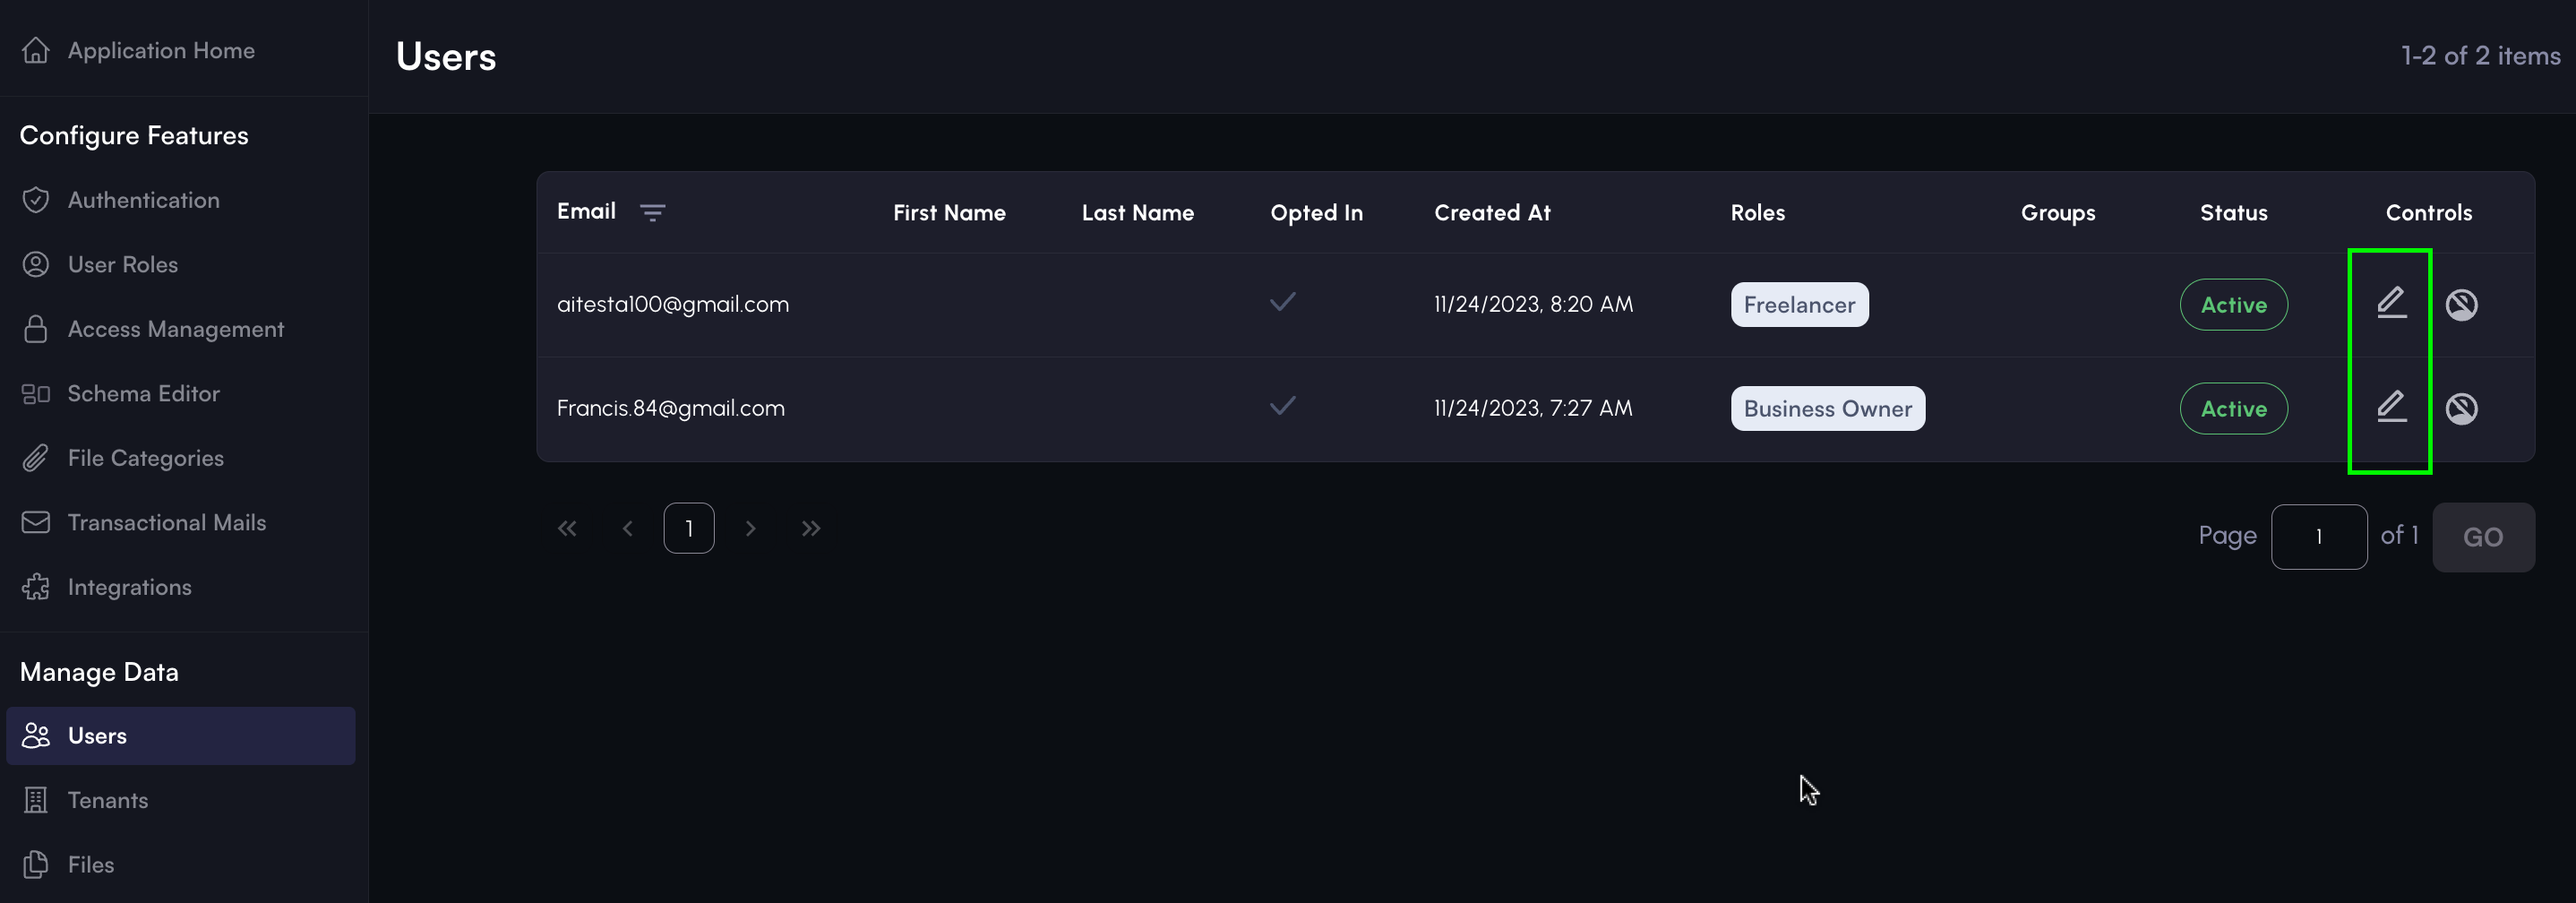 Application Home
Users
1-2 of 2 items
Configure Features
Authentication
User Roles
Access Management
Schema Editor
File Categories
Transactional Mails
Integrations
Manage Data
Users
Tenants
Files
Email First Name Last Name Opted In Created At Roles Groups Status Controls
aitesta100@gmail.com 11/24/2023, 8:20 AM Freelancer Active
Francis.84@gmail.com 11/24/2023, 7:27 AM Business Owner Active
1
Page 1 of 1 GO